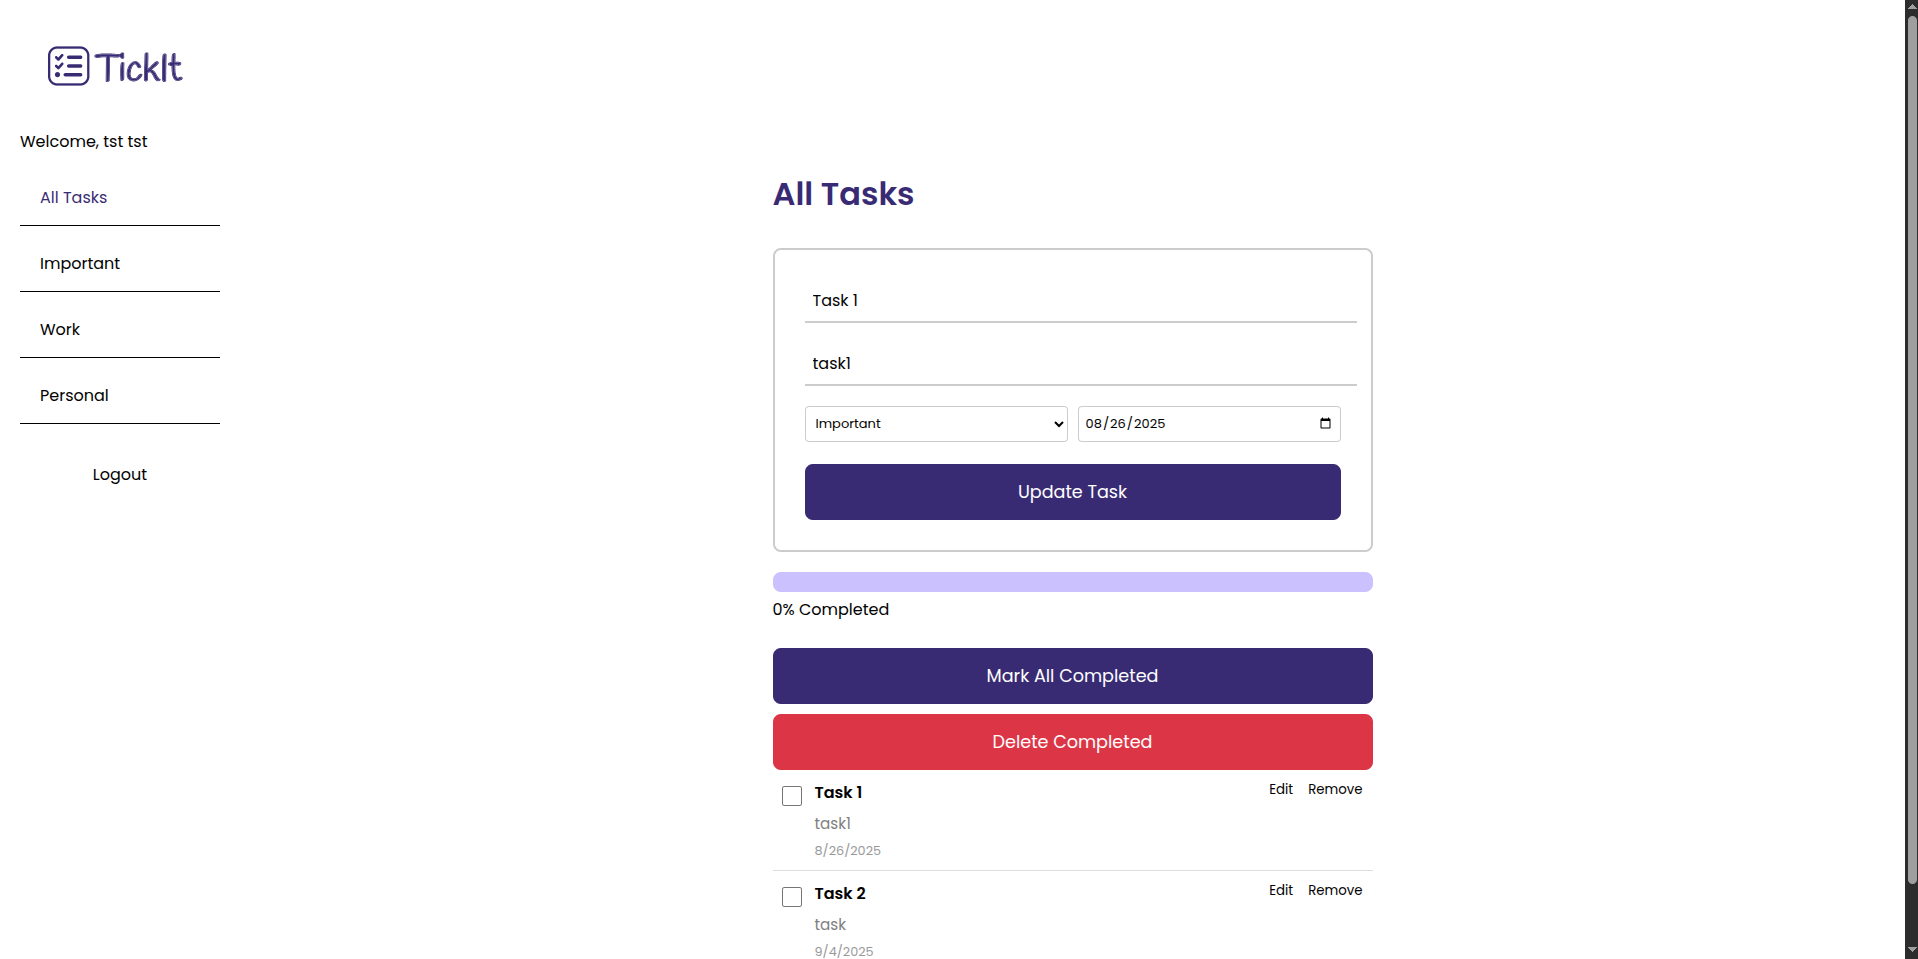 TickIt
Welcome, tst tst
All Tasks
Important
Work
Personal
Logout
All Tasks
Task 1
task1
Important
08/26/2025
Update Task
0% Completed
Mark All Completed
Delete Completed
Task 1
Edit Remove
task1
8/26/2025
Task 2
Edit Remove
task
9/4/2025